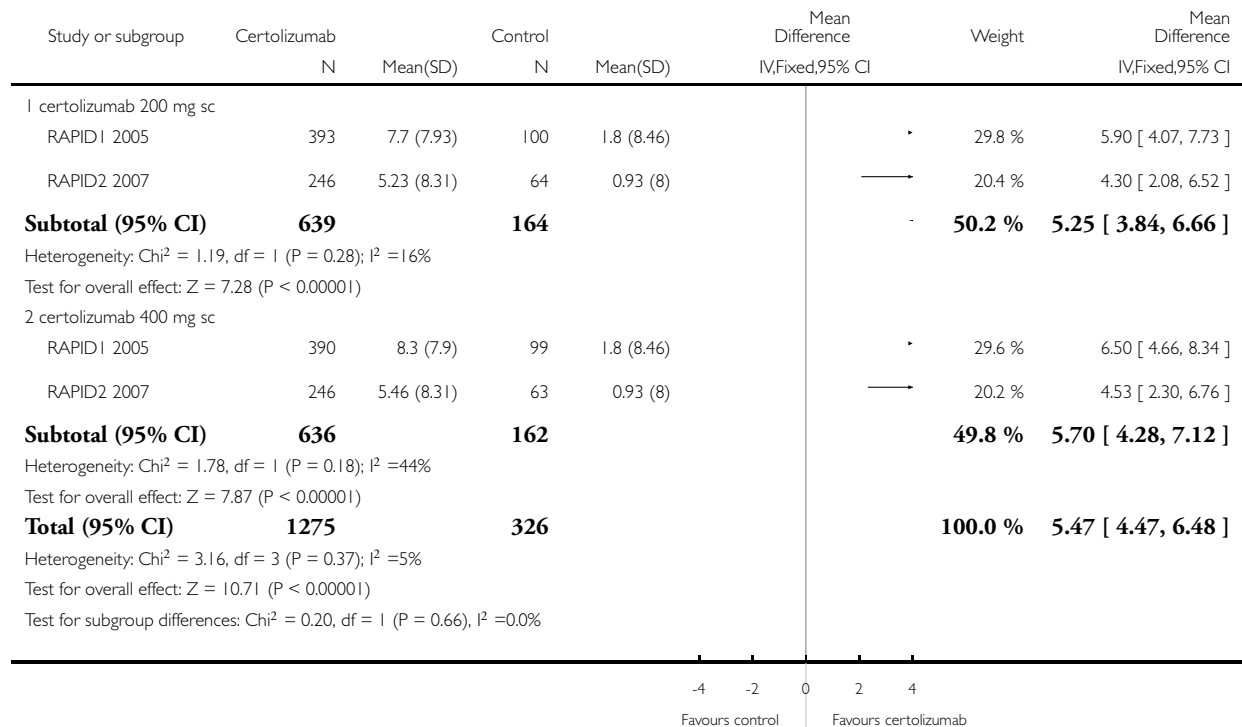 Study or subgroup Certolizumab Control Mean Difference Weight Mean Difference
N Mean(SD) N Mean(SD) IV,Fixed,95% CI IV,Fixed,95% CI
1 certolizumab 200 mg sc
RAPID1 2005 393 7.7 (7.93) 100 1.8 (8.46) 29.8 % 5.90 [ 4.07, 7.73 ]
RAPID2 2007 246 5.23 (8.31) 64 0.93 (8) 20.4 % 4.30 [ 2.08, 6.52 ]
Subtotal (95% CI) 639 164 50.2 % 5.25 [ 3.84, 6.66 ]
Heterogeneity: Chi² = 1.19, df = 1 (P = 0.28); I² =16%
Test for overall effect: Z = 7.28 (P < 0.00001)
2 certolizumab 400 mg sc
RAPID1 2005 390 8.3 (7.9) 99 1.8 (8.46) 29.6 % 6.50 [ 4.66, 8.34 ]
RAPID2 2007 246 5.46 (8.31) 63 0.93 (8) 20.2 % 4.53 [ 2.30, 6.76 ]
Subtotal (95% CI) 636 162 49.8 % 5.70 [ 4.28, 7.12 ]
Heterogeneity: Chi² = 1.78, df = 1 (P = 0.18); I² =44%
Test for overall effect: Z = 7.87 (P < 0.00001)
Total (95% CI) 1275 326 100.0 % 5.47 [ 4.47, 6.48 ]
Heterogeneity: Chi² = 3.16, df = 3 (P = 0.37); I² =5%
Test for overall effect: Z = 10.71 (P < 0.00001)
Test for subgroup differences: Chi² = 0.20, df = 1 (P = 0.66), I² =0.0%
-4 -2 0 2 4
Favours control Favours certolizumab